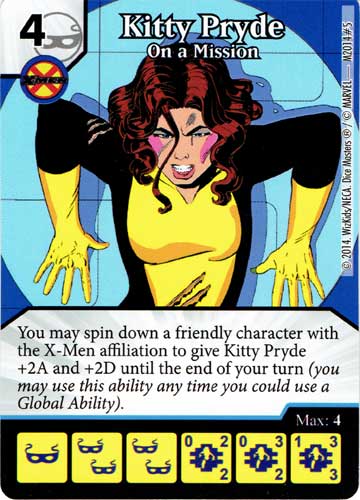 4
Kitty Pryde
On a Mission
X-MEN
© 2014 WizKids/NECA. Dice Masters ® / © MARVEL — M2014 #5
You may spin down a friendly character with
the X-Men affiliation to give Kitty Pryde
+2A and +2D until the end of your turn (you
may use this ability any time you could use a
Global Ability).
Max: 4
0 2
2
0 3
2
1 3
3